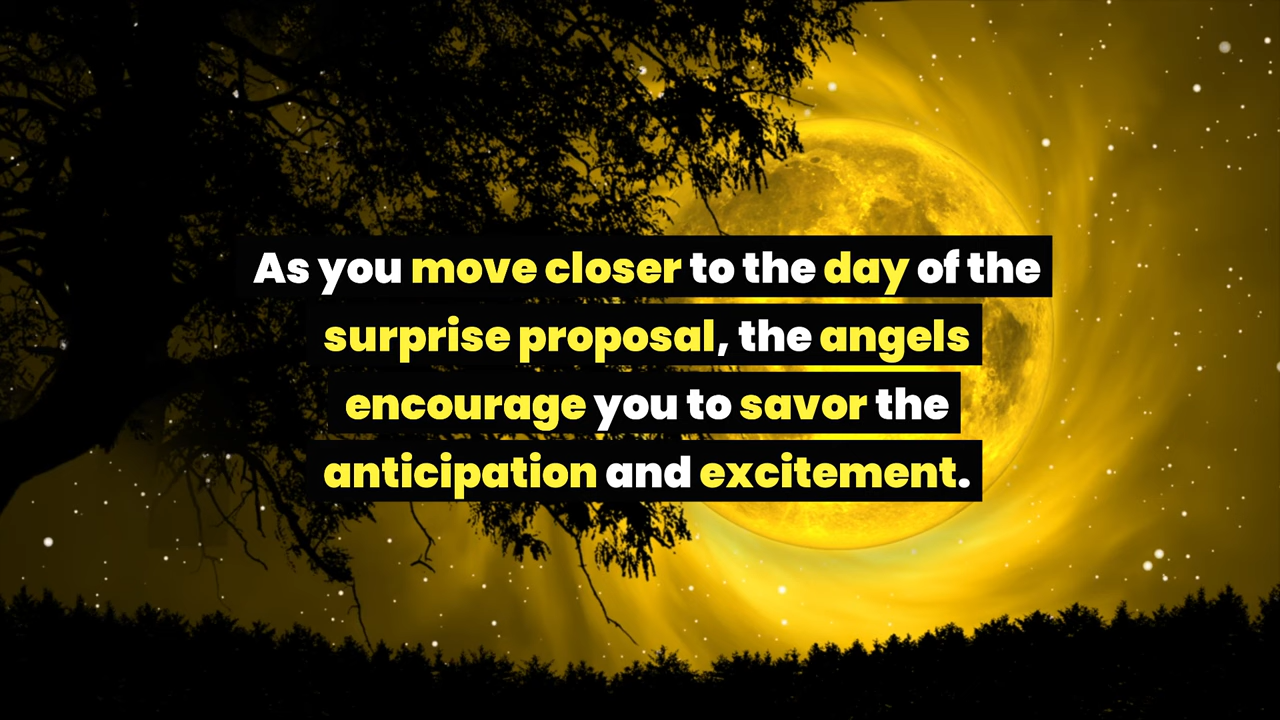 As you move closer to the day of the
surprise proposal, the angels
encourage you to savor the
anticipation and excitement.